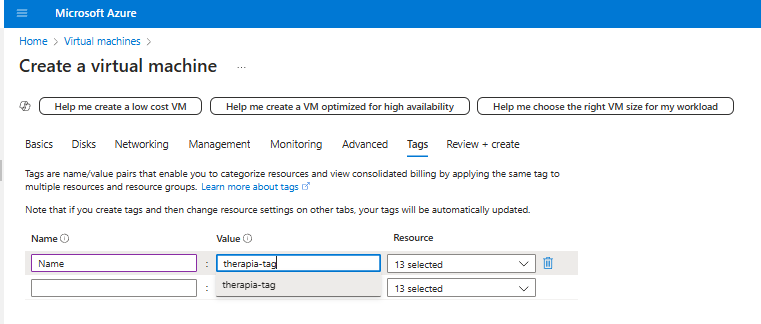 Microsoft Azure
Home > Virtual machines >
Create a virtual machine ...
Help me create a low cost VM Help me create a VM optimized for high availability Help me choose the right VM size for my workload
Basics Disks Networking Management Monitoring Advanced Tags Review + create
Tags are name/value pairs that enable you to categorize resources and view consolidated billing by applying the same tag to
multiple resources and resource groups. Learn more about tags
Note that if you create tags and then change resource settings on other tabs, your tags will be automatically updated.
Name Value Resource
Name : therapia-tag 13 selected
: therapia-tag 13 selected